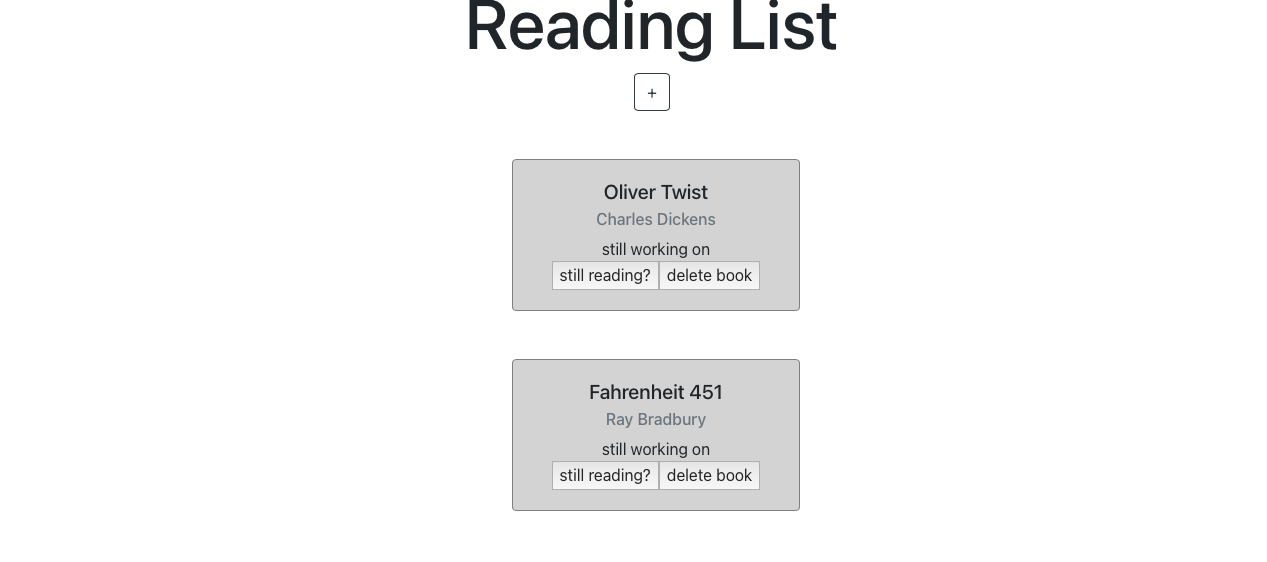 Reading List
+
Oliver Twist
Charles Dickens
still working on
still reading? delete book
Fahrenheit 451
Ray Bradbury
still working on
still reading? delete book